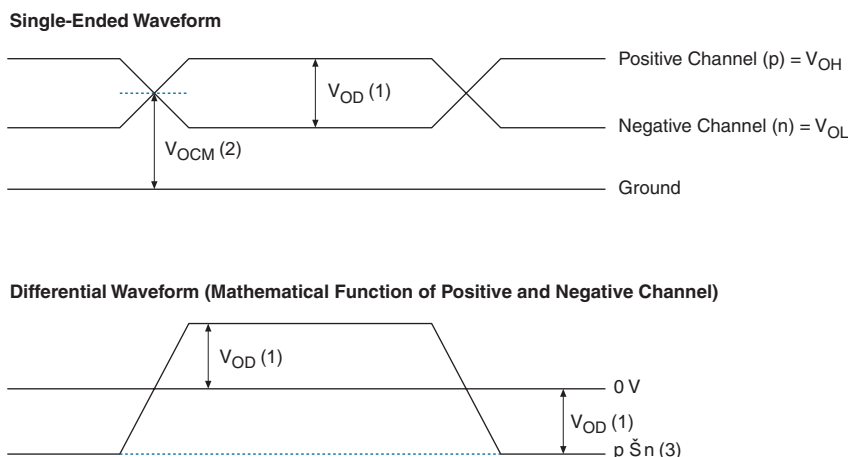 Single-Ended Waveform
Positive Channel (p) = VOH
VOD (1)
Negative Channel (n) = VOL
VOCM (2)
Ground
Differential Waveform (Mathematical Function of Positive and Negative Channel)
VOD (1)
0 V
VOD (1)
p Š n (3)